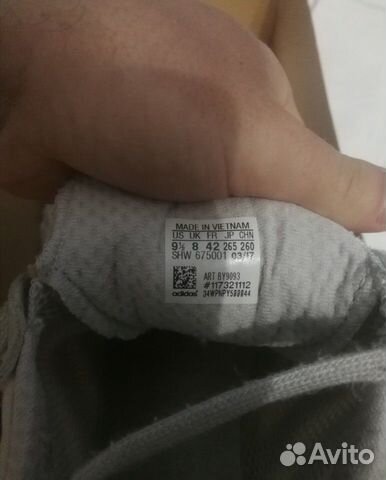 MADE IN VIETNAM
US UK FR JP CHN
9½ 8 42 265 260
SHW 675001 03/17
ART BY9093
#117321112
adidas 34WPNPY500044
Avito